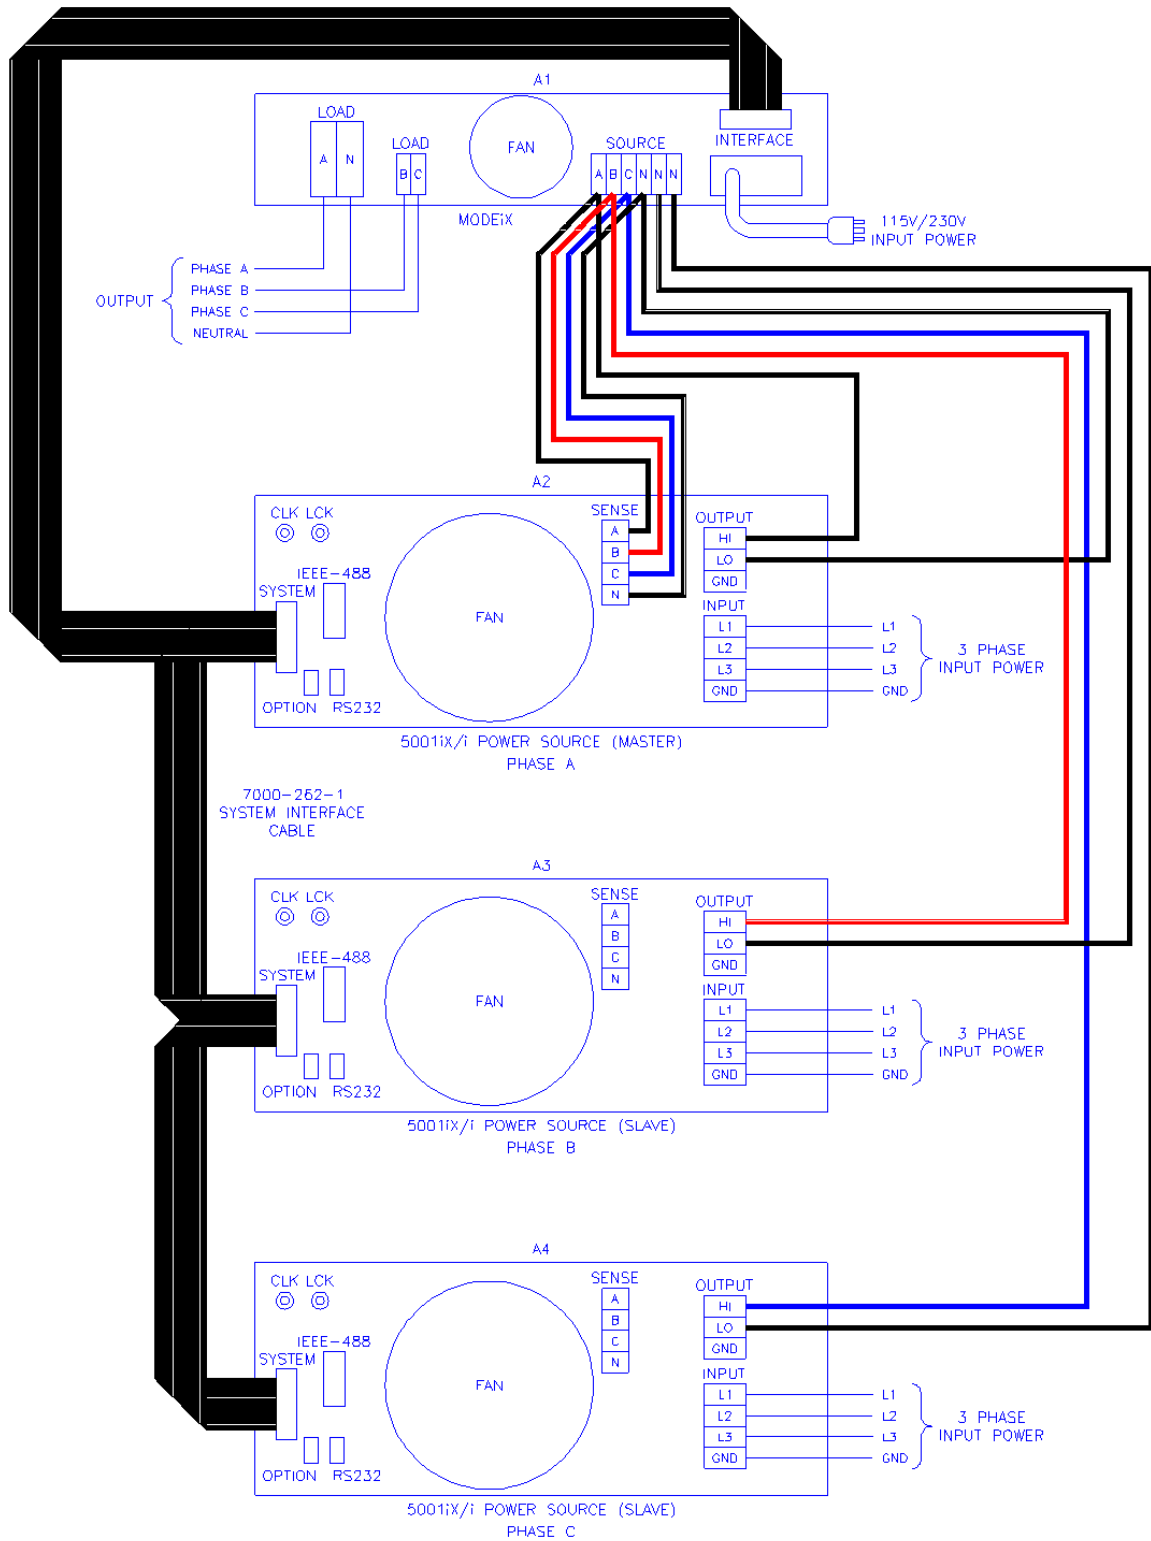 A1
LOAD
A N
LOAD
B C
FAN
SOURCE
A B C N N N
INTERFACE
MODEiX
115V/230V
INPUT POWER
OUTPUT
PHASE A
PHASE B
PHASE C
NEUTRAL
A2
CLK LCK
IEEE-488
SYSTEM
OPTION RS232
FAN
SENSE
A
B
C
N
OUTPUT
HI
LO
GND
INPUT
L1
L2
L3
GND
L1
L2
L3
GND
3 PHASE
INPUT POWER
5001iX/i POWER SOURCE (MASTER)
PHASE A
7000-262-1
SYSTEM INTERFACE
CABLE
A3
CLK LCK
IEEE-488
SYSTEM
OPTION RS232
FAN
SENSE
A
B
C
N
OUTPUT
HI
LO
GND
INPUT
L1
L2
L3
GND
L1
L2
L3
GND
3 PHASE
INPUT POWER
5001iX/i POWER SOURCE (SLAVE)
PHASE B
A4
CLK LCK
IEEE-488
SYSTEM
OPTION RS232
FAN
SENSE
A
B
C
N
OUTPUT
HI
LO
GND
INPUT
L1
L2
L3
GND
L1
L2
L3
GND
3 PHASE
INPUT POWER
5001iX/i POWER SOURCE (SLAVE)
PHASE C